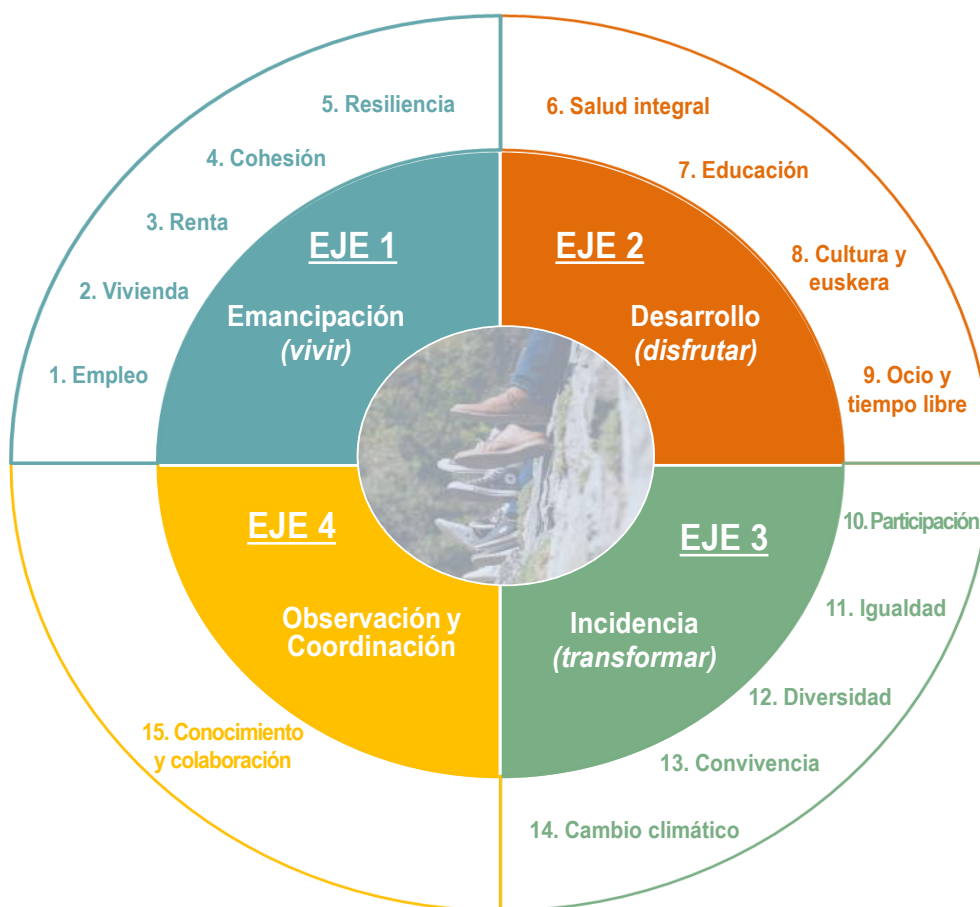 5. Resiliencia
4. Cohesión
3. Renta
2. Vivienda
1. Empleo
EJE 1
Emancipación
(vivir)
6. Salud integral
7. Educación
8. Cultura y
euskera
9. Ocio y
tiempo libre
EJE 2
Desarrollo
(disfrutar)
EJE 3
Incidencia
(transformar)
10. Participación
11. Igualdad
12. Diversidad
13. Convivencia
14. Cambio climático
EJE 4
Observación y
Coordinación
15. Conocimiento
y colaboración